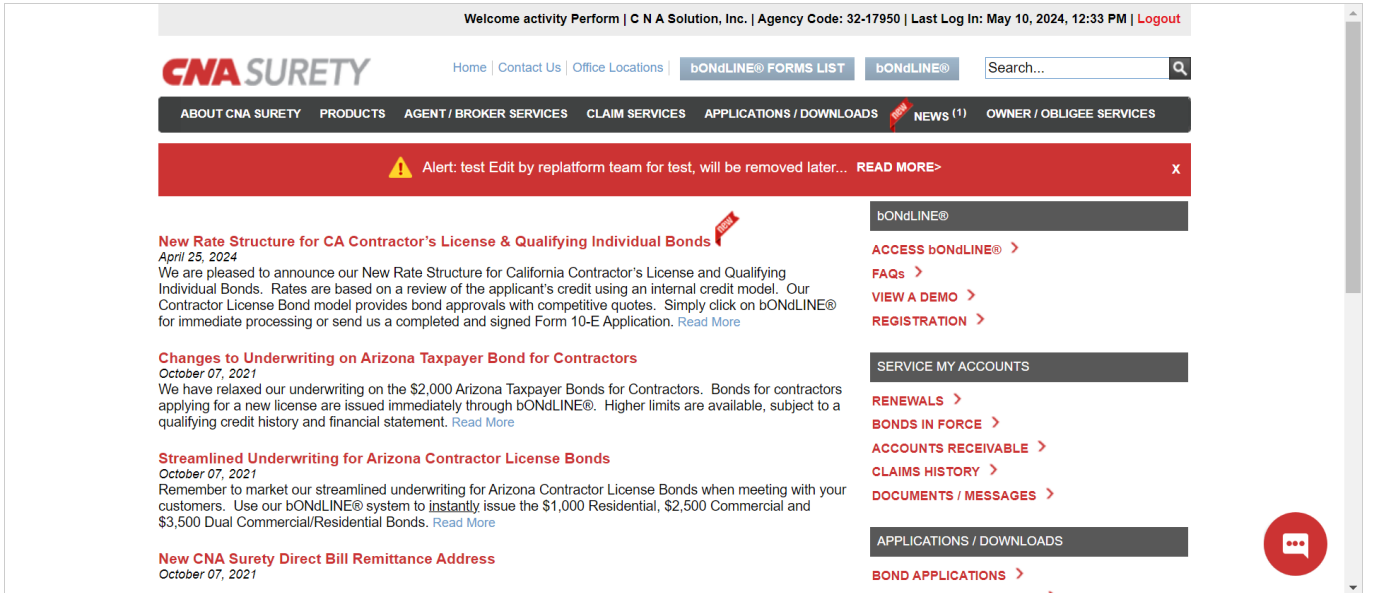 Welcome activity Perform | C N A Solution, Inc. | Agency Code: 32-17950 | Last Log In: May 10, 2024, 12:33 PM | Logout
CNA SURETY
Home | Contact Us | Office Locations | bONdLINE® FORMS LIST bONdLINE® Search...
ABOUT CNA SURETY PRODUCTS AGENT / BROKER SERVICES CLAIM SERVICES APPLICATIONS / DOWNLOADS new NEWS (1) OWNER / OBLIGEE SERVICES
Alert: test Edit by replatform team for test, will be removed later... READ MORE> X
New Rate Structure for CA Contractor’s License & Qualifying Individual Bonds new
April 25, 2024
We are pleased to announce our New Rate Structure for California Contractor’s License and Qualifying
Individual Bonds. Rates are based on a review of the applicant’s credit using an internal credit model. Our
Contractor License Bond model provides bond approvals with competitive quotes. Simply click on bONdLINE®
for immediate processing or send us a completed and signed Form 10-E Application. Read More
Changes to Underwriting on Arizona Taxpayer Bond for Contractors
October 07, 2021
We have relaxed our underwriting on the $2,000 Arizona Taxpayer Bonds for Contractors. Bonds for contractors
applying for a new license are issued immediately through bONdLINE®. Higher limits are available, subject to a
qualifying credit history and financial statement. Read More
Streamlined Underwriting for Arizona Contractor License Bonds
October 07, 2021
Remember to market our streamlined underwriting for Arizona Contractor License Bonds when meeting with your
customers. Use our bONdLINE® system to instantly issue the $1,000 Residential, $2,500 Commercial and
$3,500 Dual Commercial/Residential Bonds. Read More
New CNA Surety Direct Bill Remittance Address
October 07, 2021
bONdLINE®
ACCESS bONdLINE® >
FAQs >
VIEW A DEMO >
REGISTRATION >
SERVICE MY ACCOUNTS
RENEWALS >
BONDS IN FORCE >
ACCOUNTS RECEIVABLE >
CLAIMS HISTORY >
DOCUMENTS / MESSAGES >
APPLICATIONS / DOWNLOADS
BOND APPLICATIONS >